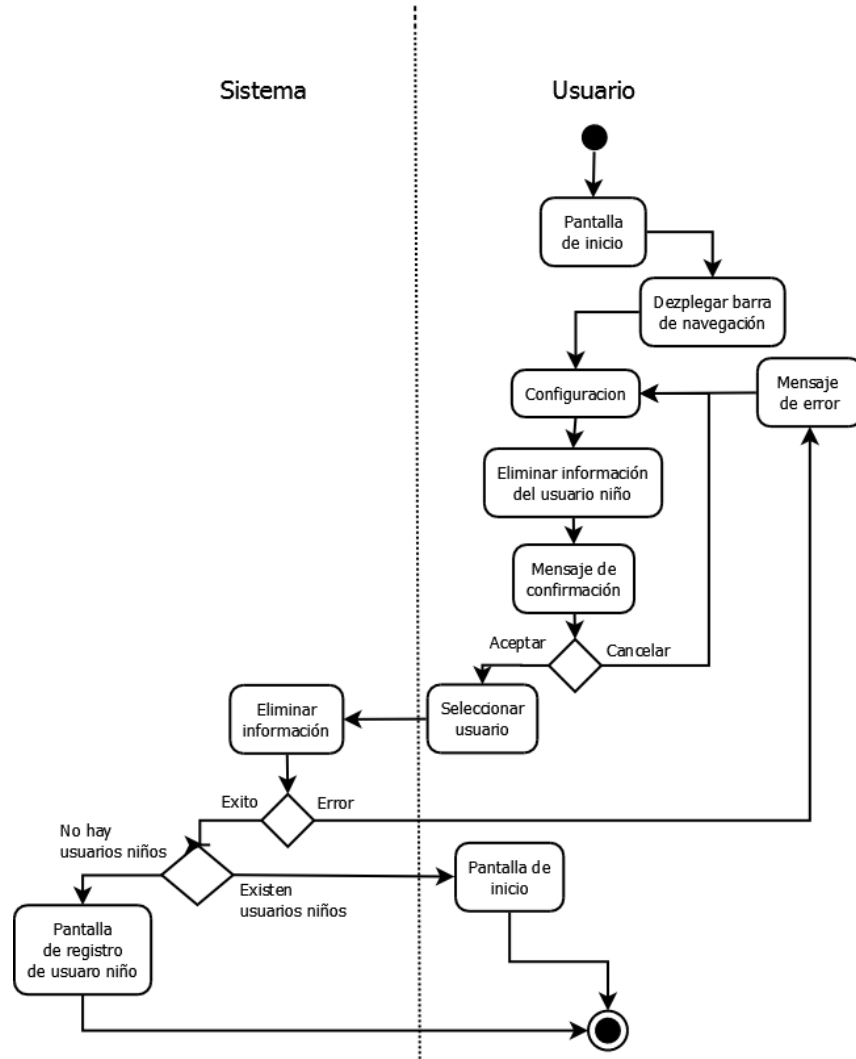 Sistema
Usuario
Pantalla
de inicio
Dezplegar barra
de navegación
Configuracion
Mensaje
de error
Eliminar información
del usuario niño
Mensaje de
confirmación
Aceptar
Cancelar
Seleccionar
usuario
Eliminar
información
Exito
Error
No hay
usuarios niños
Existen
usuarios niños
Pantalla de
inicio
Pantalla
de registro
de usuaro niño